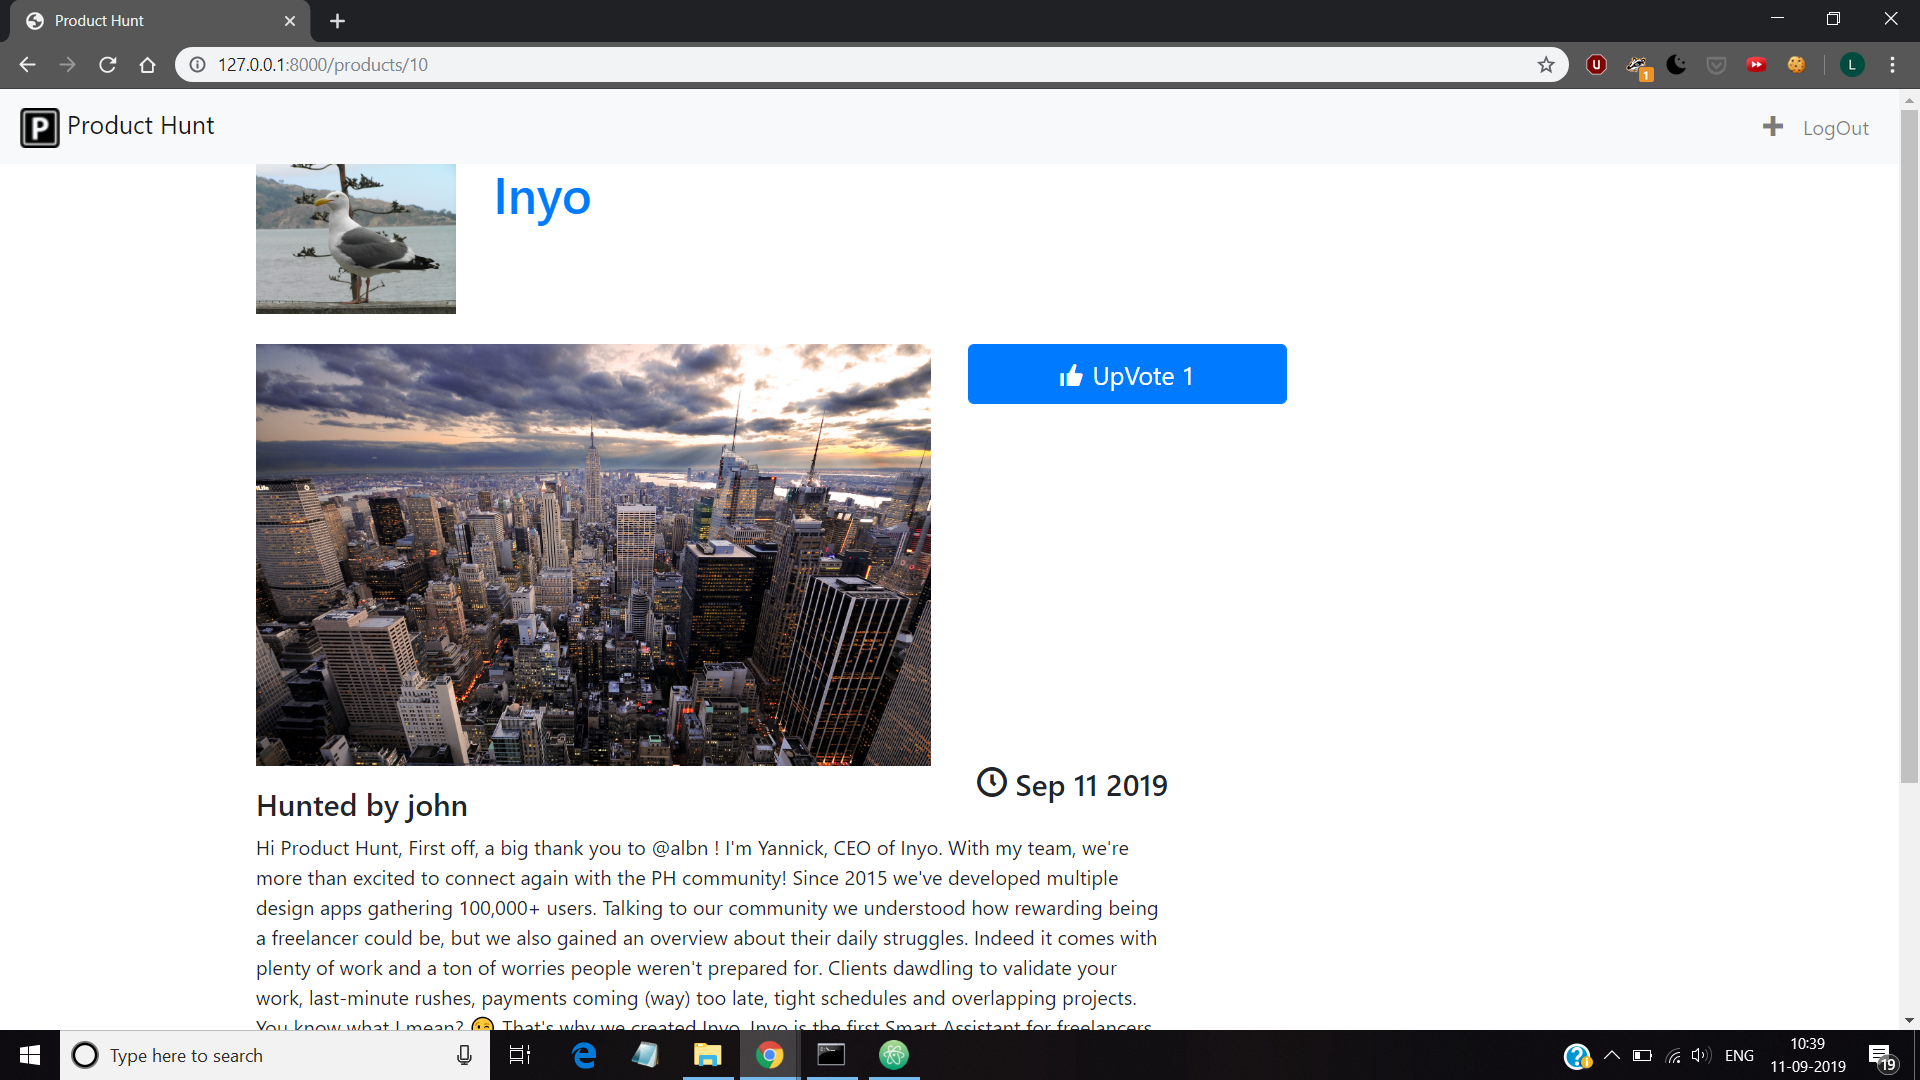 Product Hunt
127.0.0.1:8000/products/10
U
1
L
P Product Hunt
LogOut
Inyo
UpVote 1
Sep 11 2019
Hunted by john
Hi Product Hunt, First off, a big thank you to @albn ! I'm Yannick, CEO of Inyo. With my team, we're
more than excited to connect again with the PH community! Since 2015 we've developed multiple
design apps gathering 100,000+ users. Talking to our community we understood how rewarding being
a freelancer could be, but we also gained an overview about their daily struggles. Indeed it comes with
plenty of work and a ton of worries people weren't prepared for. Clients dawdling to validate your
work, last-minute rushes, payments coming (way) too late, tight schedules and overlapping projects.
You know what I mean? 😉 That's why we created Inyo. Inyo is the first Smart Assistant for freelancers
Type here to search
ENG
10:39
11-09-2019
19